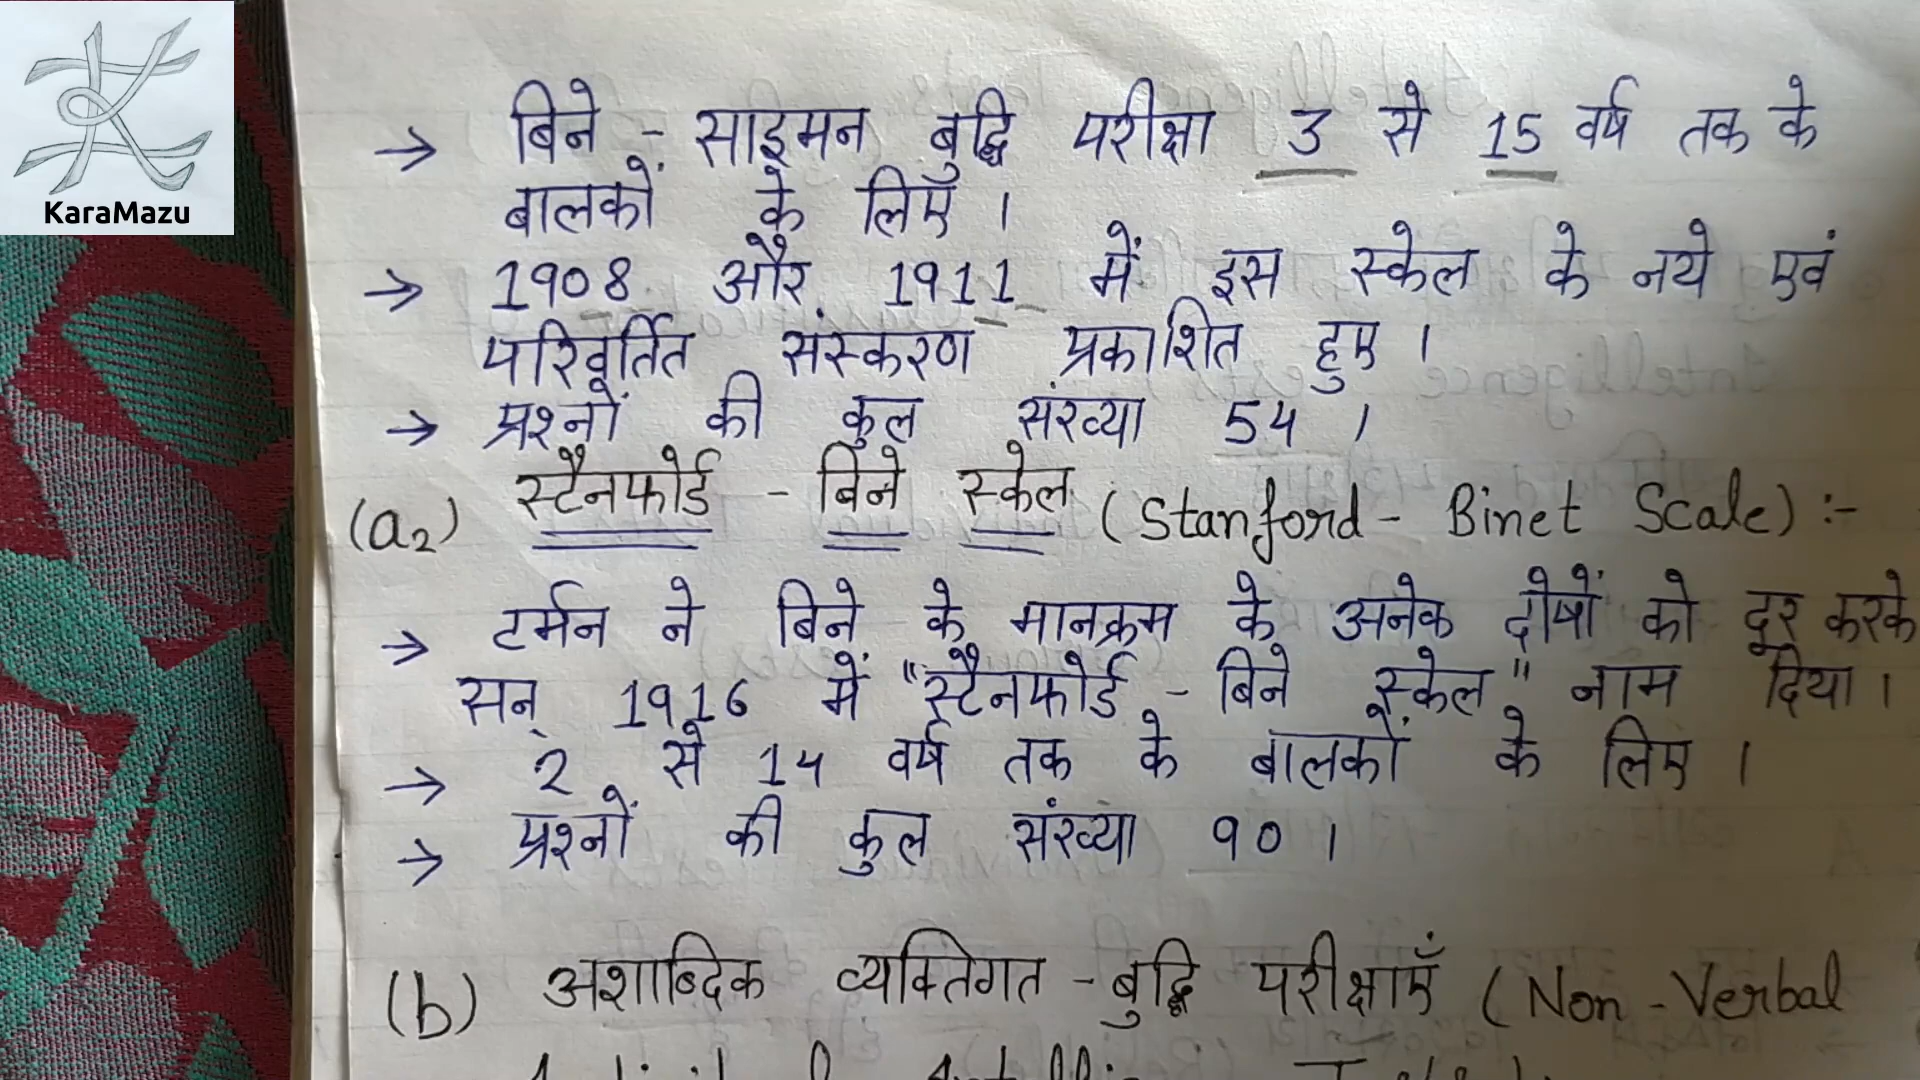 KaraMazu
→ बिने - साइमन बुद्धि परीक्षा 3 से 15 वर्ष तक के
बालकों के लिए ।
→ 1908 और 1911 में इस स्केल के नये एवं
परिवर्तित संस्करण प्रकाशित हुए ।
→ प्रश्नों की कुल संख्या 54 ।
(a₂) स्टैनफोर्ड - बिने स्केल (Stanford - Binet Scale) :-
→ टर्मन ने बिने के मानक्रम के अनेक दोषों को दूर करके
सन् 1916 में "स्टैनफोर्ड - बिने स्केल" नाम दिया ।
→ 2 से 14 वर्ष तक के बालकों के लिए ।
→ प्रश्नों की कुल संख्या 90 ।
(b) अशाब्दिक व्यक्तिगत - बुद्धि परीक्षाएँ (Non - Verbal